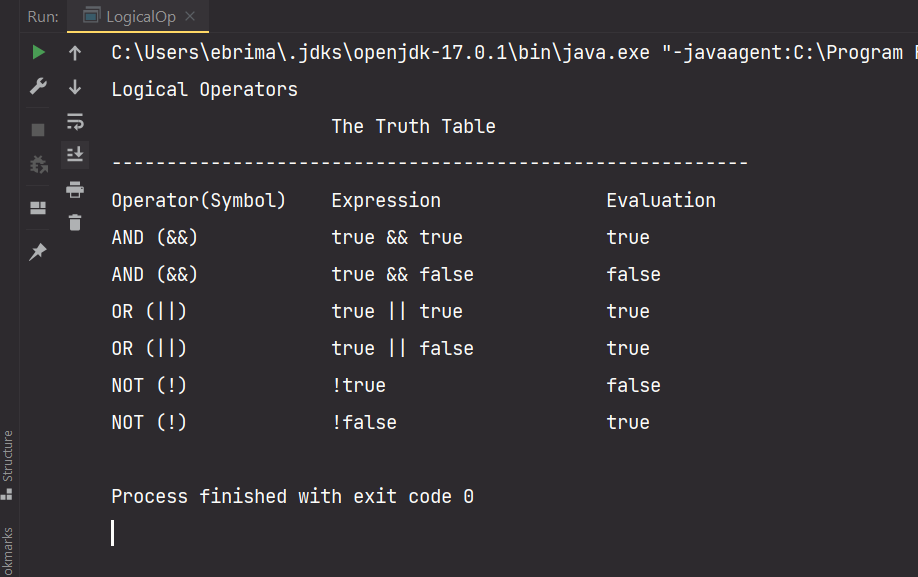 Run: LogicalOp
C:\Users\ebrima\.jdks\openjdk-17.0.1\bin\java.exe "-javaagent:C:\Program
Logical Operators
The Truth Table
----------------------------------------------------------
Operator(Symbol) Expression Evaluation
AND (&&) true && true true
AND (&&) true && false false
OR (||) true || true true
OR (||) true || false true
NOT (!) !true false
NOT (!) !false true
Process finished with exit code 0
Structure
okmarks